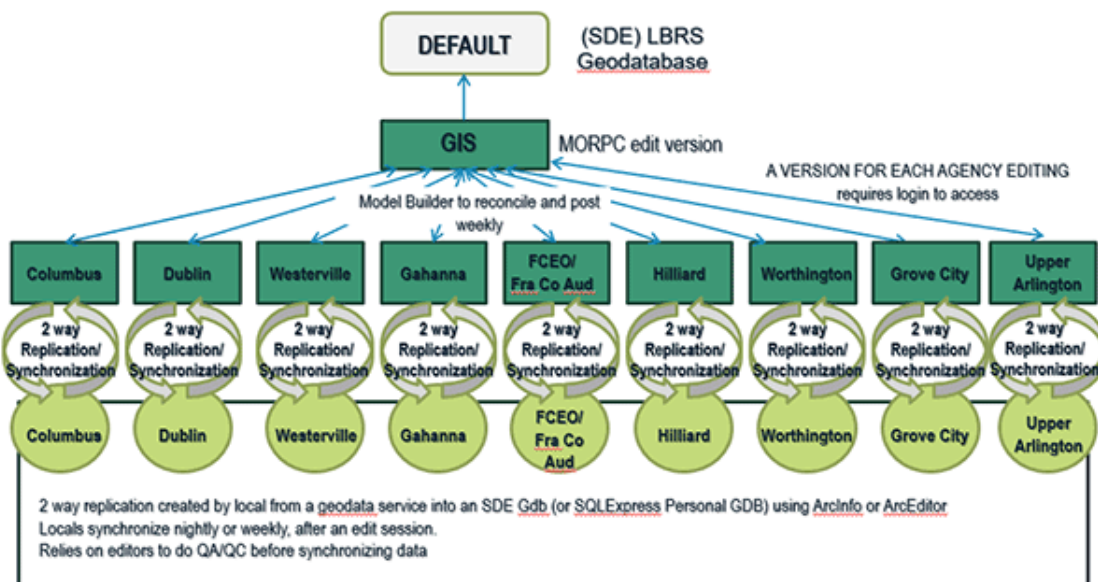 DEFAULT
(SDE) LBRS
Geodatabase
GIS
MORPC edit version
A VERSION FOR EACH AGENCY EDITING
requires login to access
Model Builder to reconcile and post
weekly
Columbus
Dublin
Westerville
Gahanna
FCEO/
Fra Co Aud
Hilliard
Worthington
Grove City
Upper
Arlington
2 way
Replication/
Synchronization
2 way
Replication/
Synchronization
2 way
Replication/
Synchronization
2 way
Replication/
Synchronization
2 way
Replication/
Synchronization
2 way
Replication/
Synchronization
2 way
Replication/
Synchronization
2 way
Replication/
Synchronization
2 way
Replication/
Synchronization
Columbus
Dublin
Westerville
Gahanna
FCEO/
Fra Co
Aud
Hilliard
Worthington
Grove City
Upper
Arlington
2 way replication created by local from a geodata service into an SDE Gdb (or SQLExpress Personal GDB) using ArcInfo or ArcEditor
Locals synchronize nightly or weekly, after an edit session.
Relies on editors to do QA/QC before synchronizing data